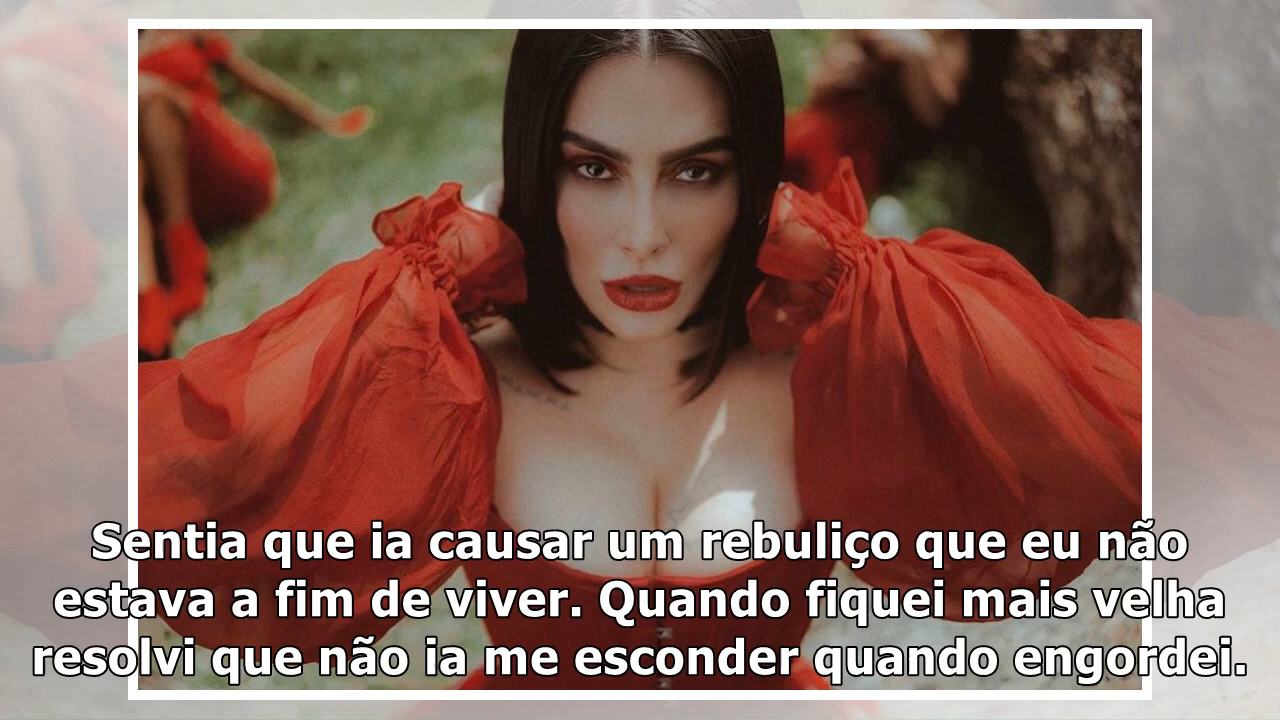 Sentia que ia causar um rebuliço que eu não
estava a fim de viver. Quando fiquei mais velha
resolvi que não ia me esconder quando engordei.